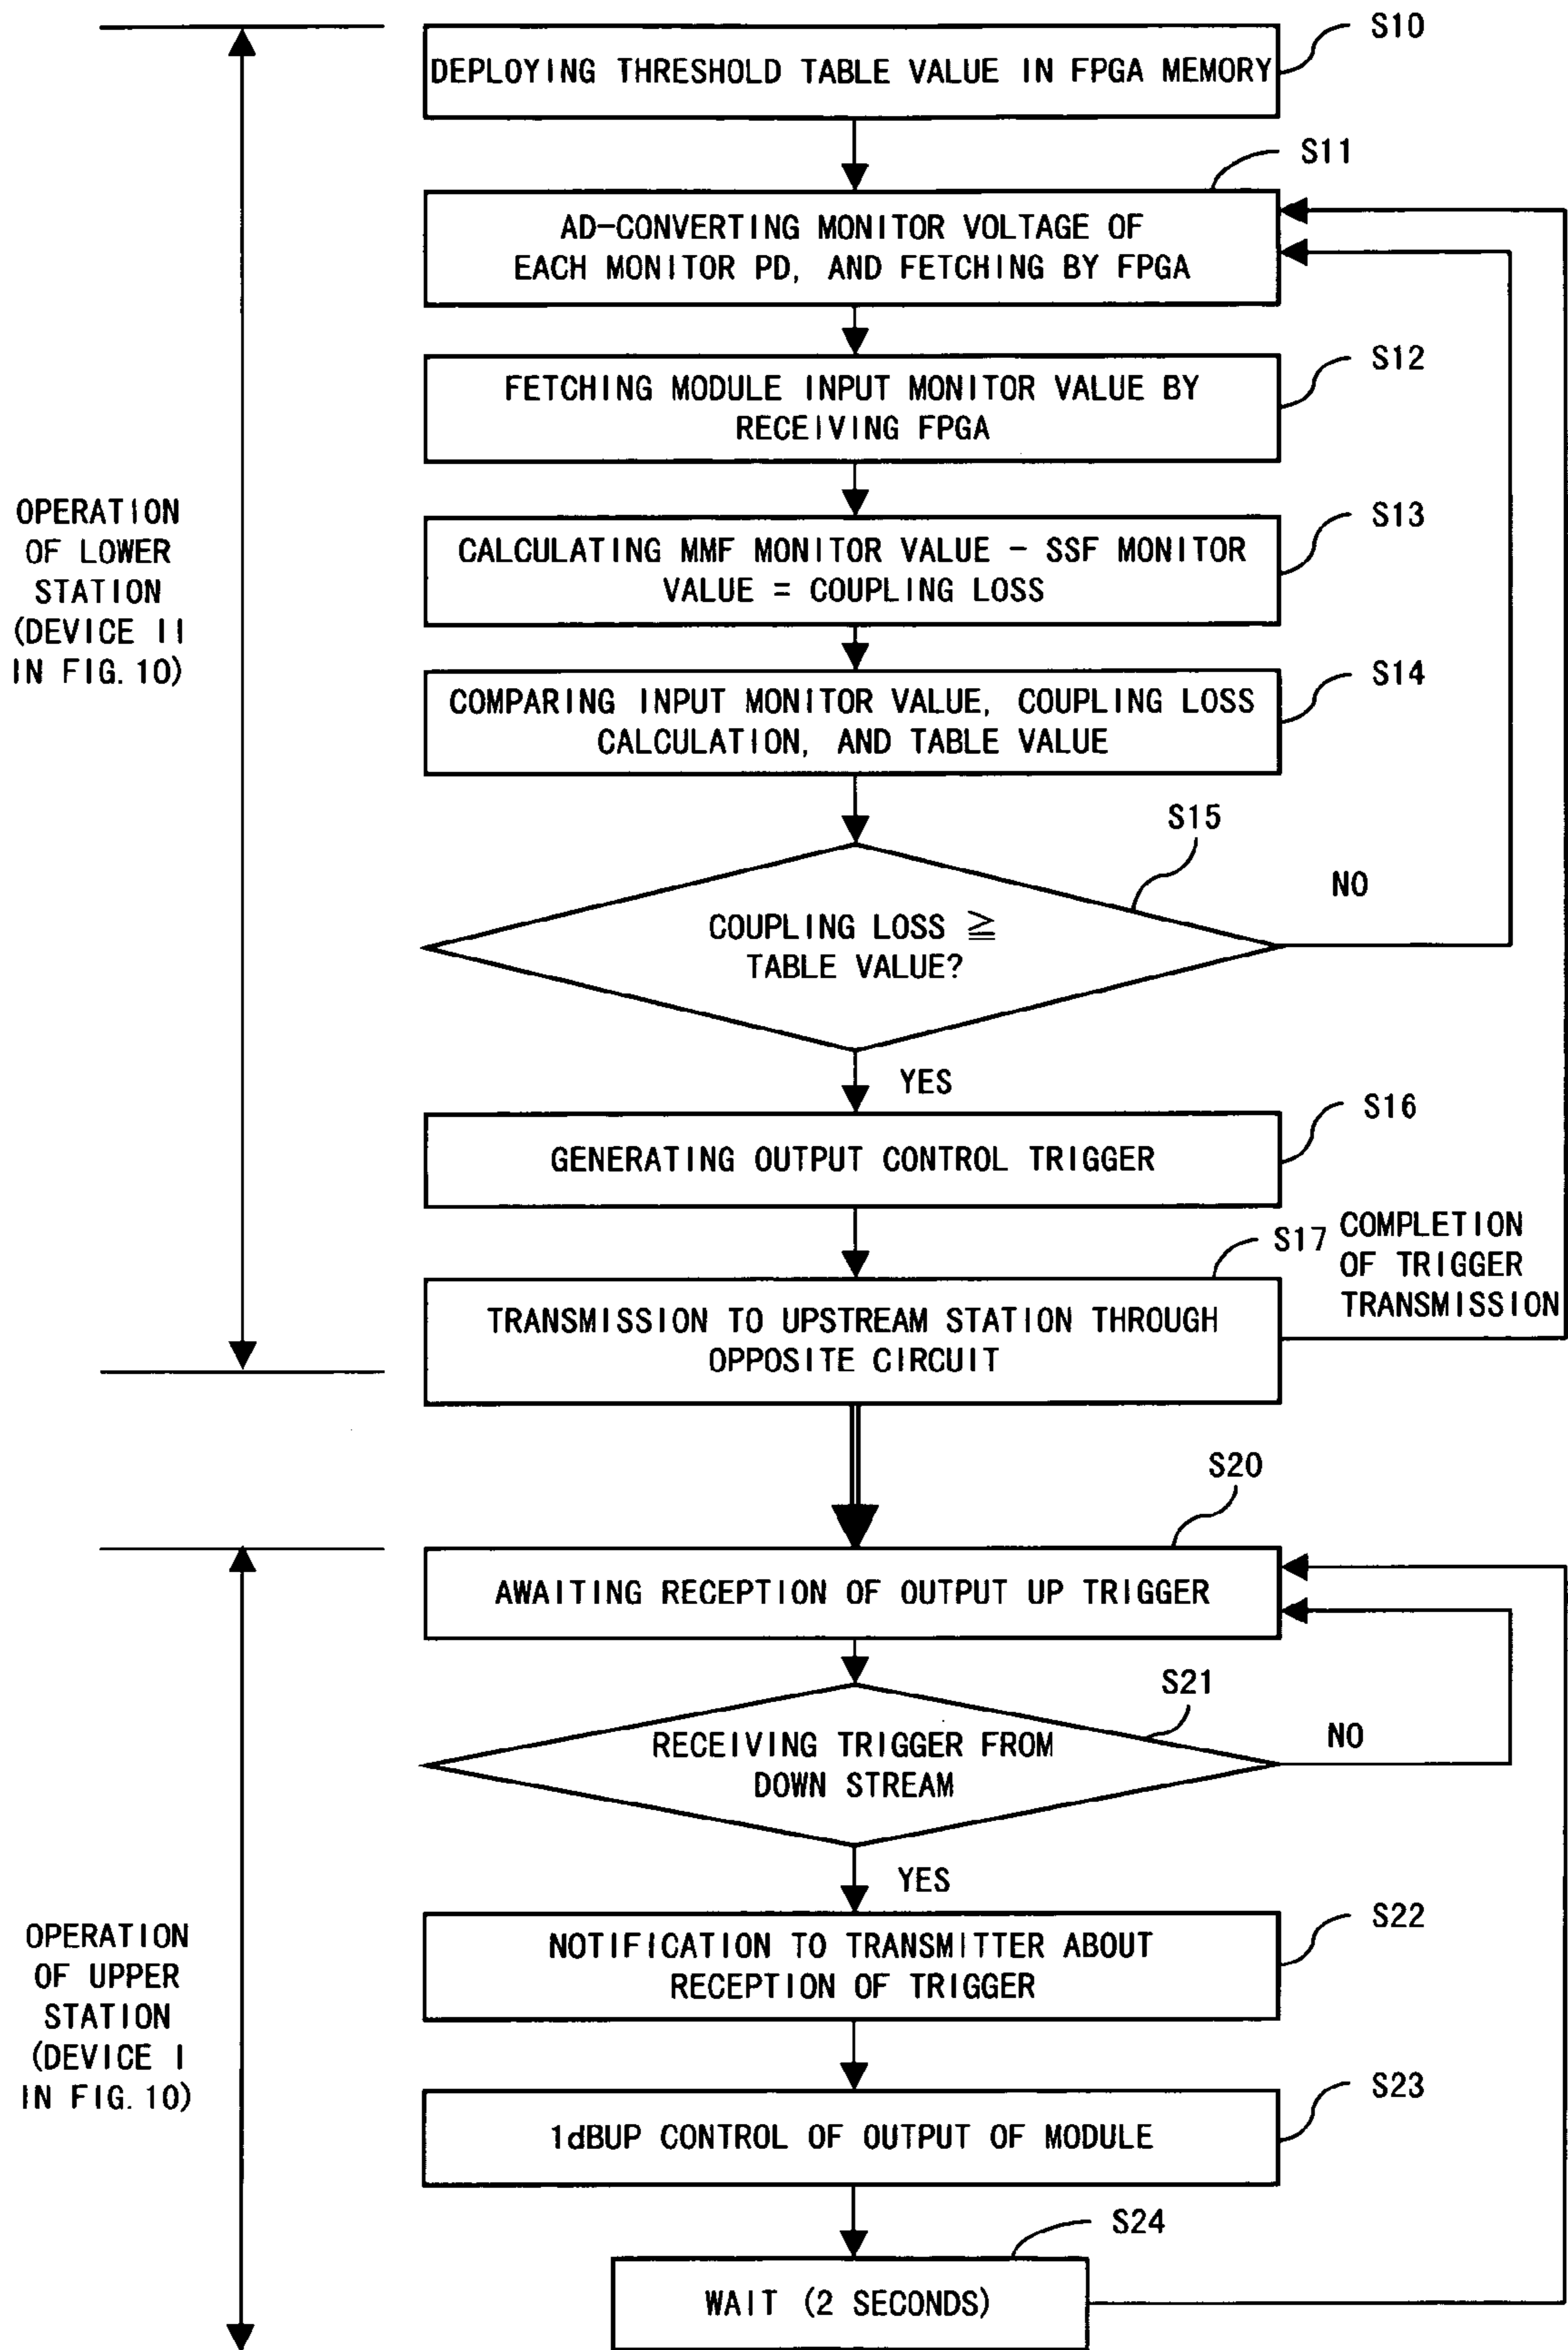 S10
DEPLOYING THRESHOLD TABLE VALUE IN FPGA MEMORY
S11
AD-CONVERTING MONITOR VOLTAGE OF
EACH MONITOR PD, AND FETCHING BY FPGA
S12
FETCHING MODULE INPUT MONITOR VALUE BY
RECEIVING FPGA
OPERATION
OF LOWER
STATION
(DEVICE II
IN FIG. 10)
S13
CALCULATING MMF MONITOR VALUE - SSF MONITOR
VALUE = COUPLING LOSS
S14
COMPARING INPUT MONITOR VALUE, COUPLING LOSS
CALCULATION, AND TABLE VALUE
S15
NO
COUPLING LOSS ≧
TABLE VALUE?
YES
S16
GENERATING OUTPUT CONTROL TRIGGER
S17
COMPLETION
OF TRIGGER
TRANSMISSION
TRANSMISSION TO UPSTREAM STATION THROUGH
OPPOSITE CIRCUIT
S20
AWAITING RECEPTION OF OUTPUT UP TRIGGER
S21
NO
RECEIVING TRIGGER FROM
DOWN STREAM
YES
OPERATION
OF UPPER
STATION
(DEVICE I
IN FIG. 10)
S22
NOTIFICATION TO TRANSMITTER ABOUT
RECEPTION OF TRIGGER
S23
1dBUP CONTROL OF OUTPUT OF MODULE
S24
WAIT (2 SECONDS)